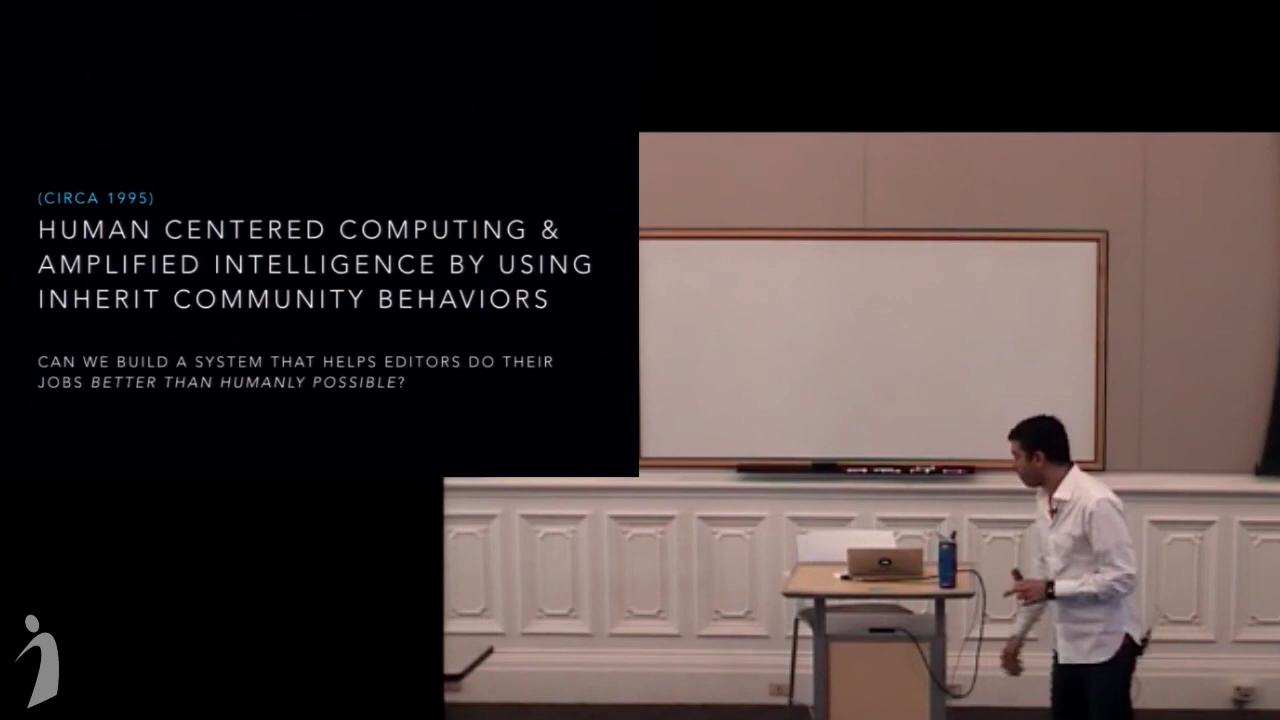 (CIRCA 1995)
HUMAN CENTERED COMPUTING &
AMPLIFIED INTELLIGENCE BY USING
INHERIT COMMUNITY BEHAVIORS
CAN WE BUILD A SYSTEM THAT HELPS EDITORS DO THEIR
JOBS BETTER THAN HUMANLY POSSIBLE?